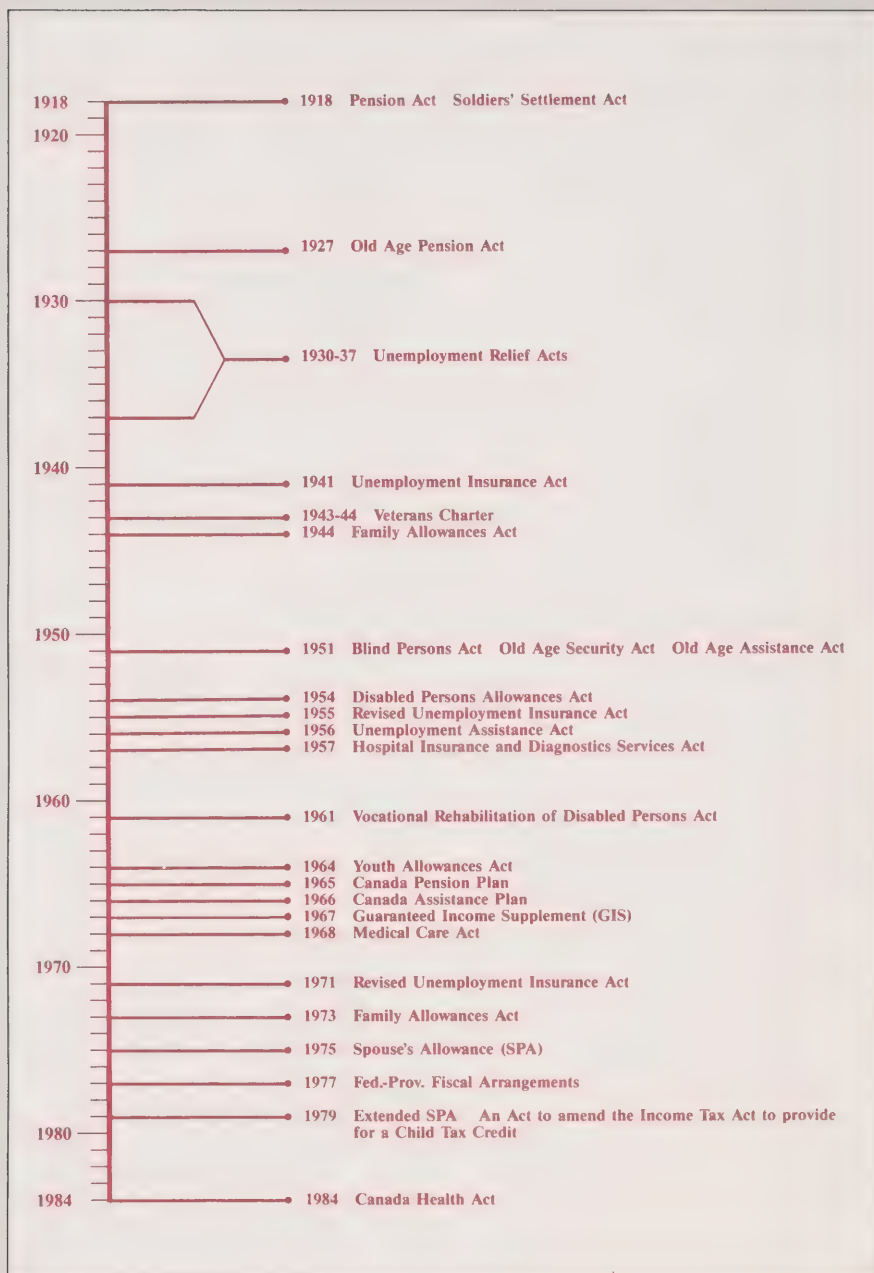 1918
1918 Pension Act Soldiers' Settlement Act
1920
1927 Old Age Pension Act
1930
1930-37 Unemployment Relief Acts
1940
1941 Unemployment Insurance Act
1943-44 Veterans Charter
1944 Family Allowances Act
1950
1951 Blind Persons Act Old Age Security Act Old Age Assistance Act
1954 Disabled Persons Allowances Act
1955 Revised Unemployment Insurance Act
1956 Unemployment Assistance Act
1957 Hospital Insurance and Diagnostics Services Act
1960
1961 Vocational Rehabilitation of Disabled Persons Act
1964 Youth Allowances Act
1965 Canada Pension Plan
1966 Canada Assistance Plan
1967 Guaranteed Income Supplement (GIS)
1968 Medical Care Act
1970
1971 Revised Unemployment Insurance Act
1973 Family Allowances Act
1975 Spouse's Allowance (SPA)
1977 Fed.-Prov. Fiscal Arrangements
1979 Extended SPA An Act to amend the Income Tax Act to provide
for a Child Tax Credit
1980
1984
1984 Canada Health Act